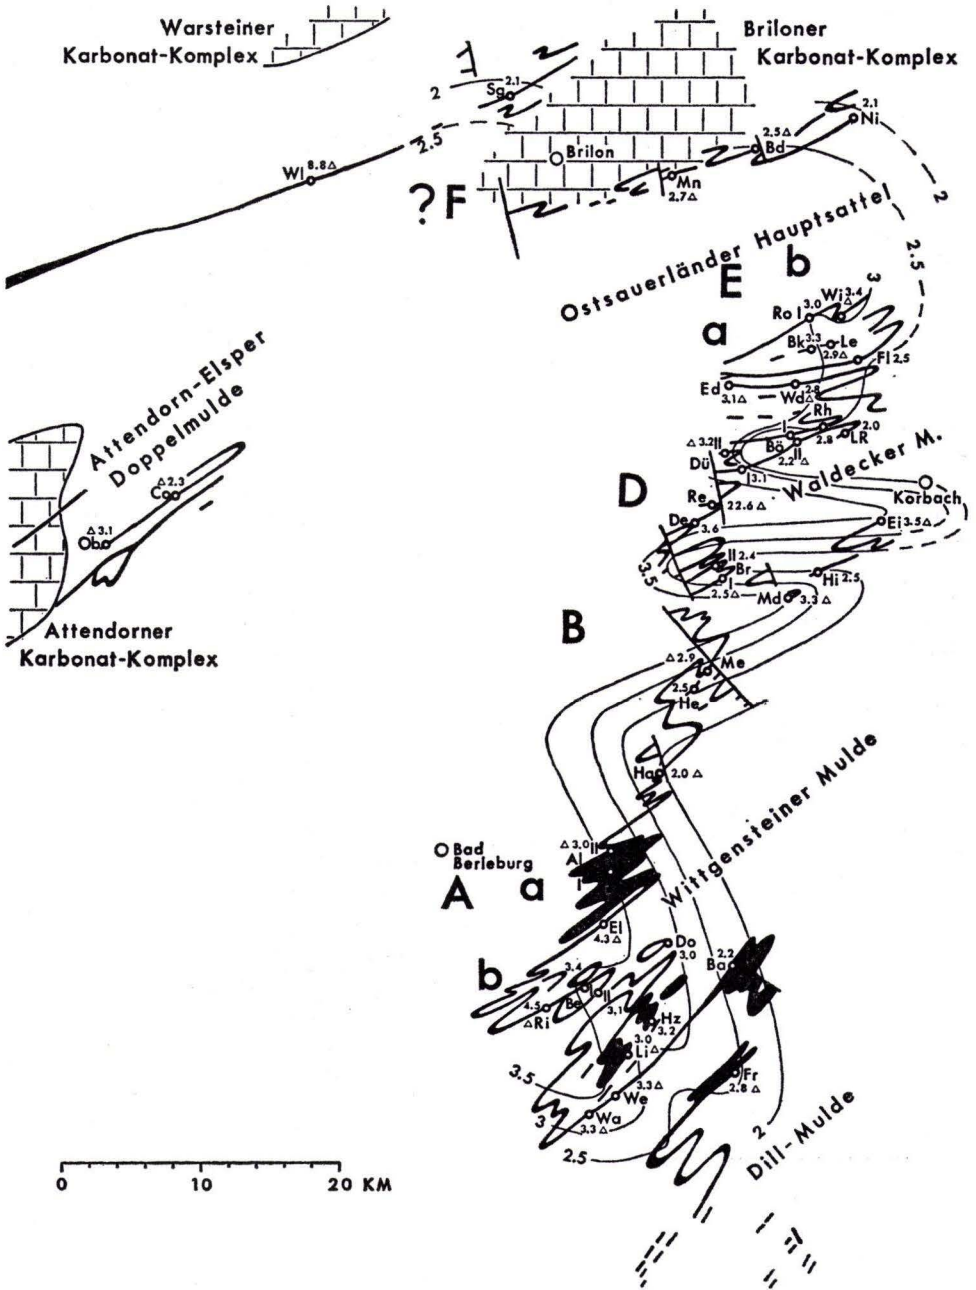 Warsteiner
Karbonat-Komplex
Briloner
Karbonat-Komplex
2
Sg 2.1
2.1
Ni
2.5
2.5△
Bd
Wl 8.8△
Brilon
Mn
2.7△
2
? F
Ostsauerländer Hauptsattel
2.5
E
b
a
3
Wi 3.4
△
3.0
Ro I
Bk 3.3
Le
2.9△
Fl 2.5
Ed
3.1△
2.8
Wd△
Rh
2.8
2.0
LR
I
II
Bö
2.2△
△3.2 II
Dü
I 3.1
Attendorn-Elsper
Doppelmulde
Waldecker M.
Korbach
C 2.3
△
△3.1
Ob
D
Re
22.6△
De
3.6
Ei 3.5△
II 2.4
Br
I
2.5△
3.5
Hi 2.5
Md 3.3△
Attendorner
Karbonat-Komplex
B
△2.9
Me
2.5
He
Ha 2.0△
Wittgensteiner Mulde
Bad
Berleburg
△3.0 II
Al
I
A
a
El
4.3△
b
Do
3.0
2.2
Ba
3.4
Be
I II
3.1
4.5
△Ri
Hz
3.2
3.0
Li△
3.5
3.3△
We
Fr
2.8△
Wa
3.3△
3
2.5
2
Dill-Mulde
0 10 20 KM